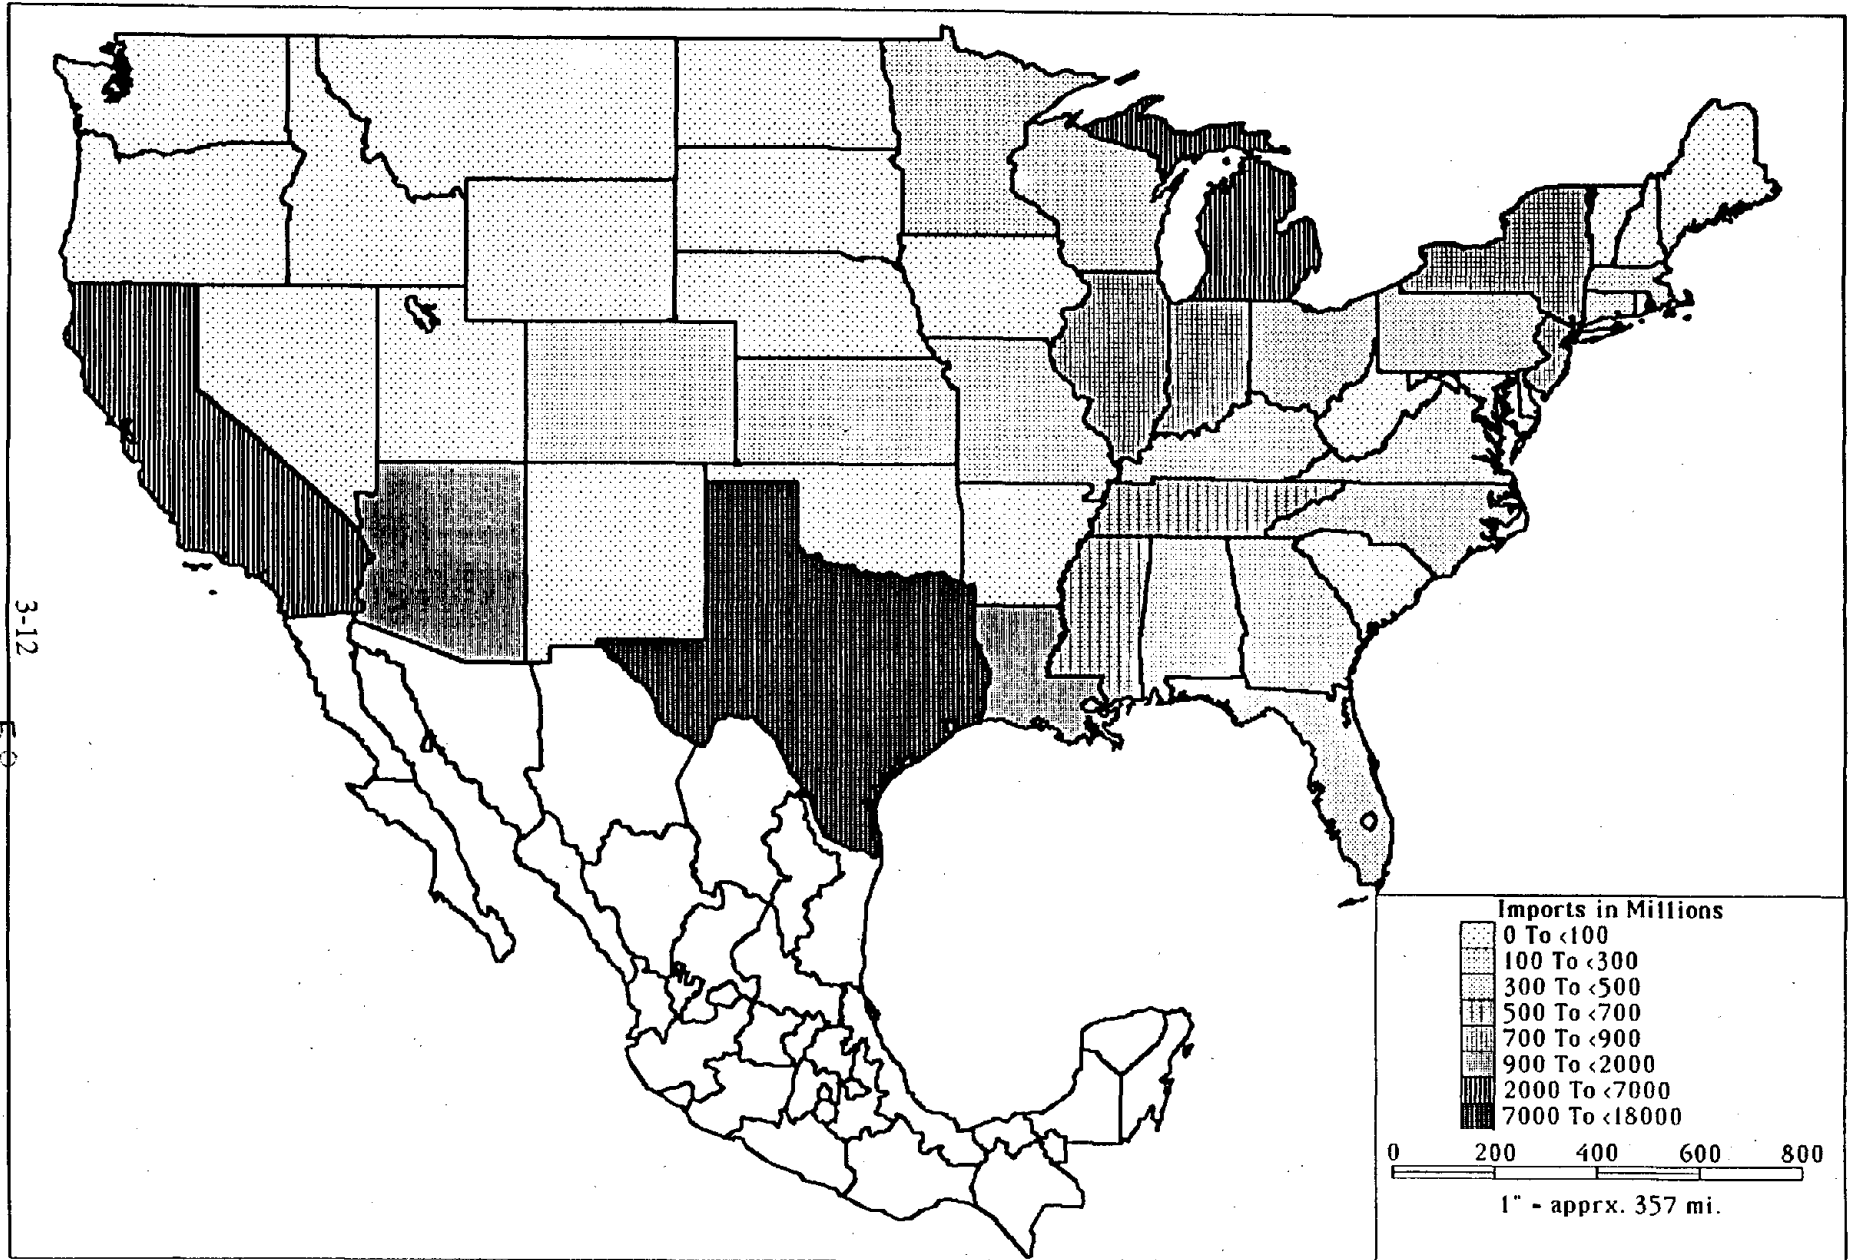 3-12
Imports in Millions
0 To <100
100 To <300
300 To <500
500 To <700
700 To <900
900 To <2000
2000 To <7000
7000 To <18000
0 200 400 600 800
1" - apprx. 357 mi.